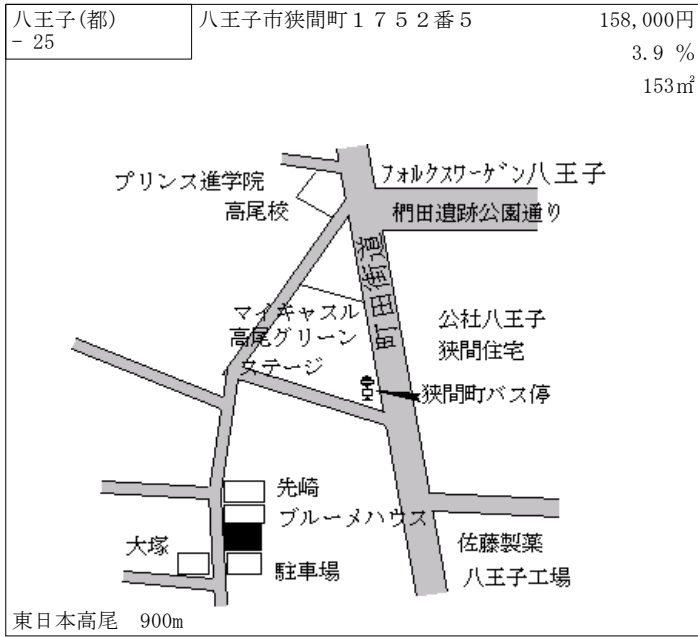 八王子(都)
- 25
八王子市狭間町１７５２番５
158,000円
3.9 %
153㎡
プリンス進学院
高尾校
ﾌｫﾙｸｽﾜｰｹﾞﾝ八王子
椚田遺跡公園通り
町田街道
マイキャスル
高尾グリーン
ステージ
公社八王子
狭間住宅
狭間町バス停
先崎
ブルーメハウス
大塚
駐車場
佐藤製薬
八王子工場
東日本高尾　900m